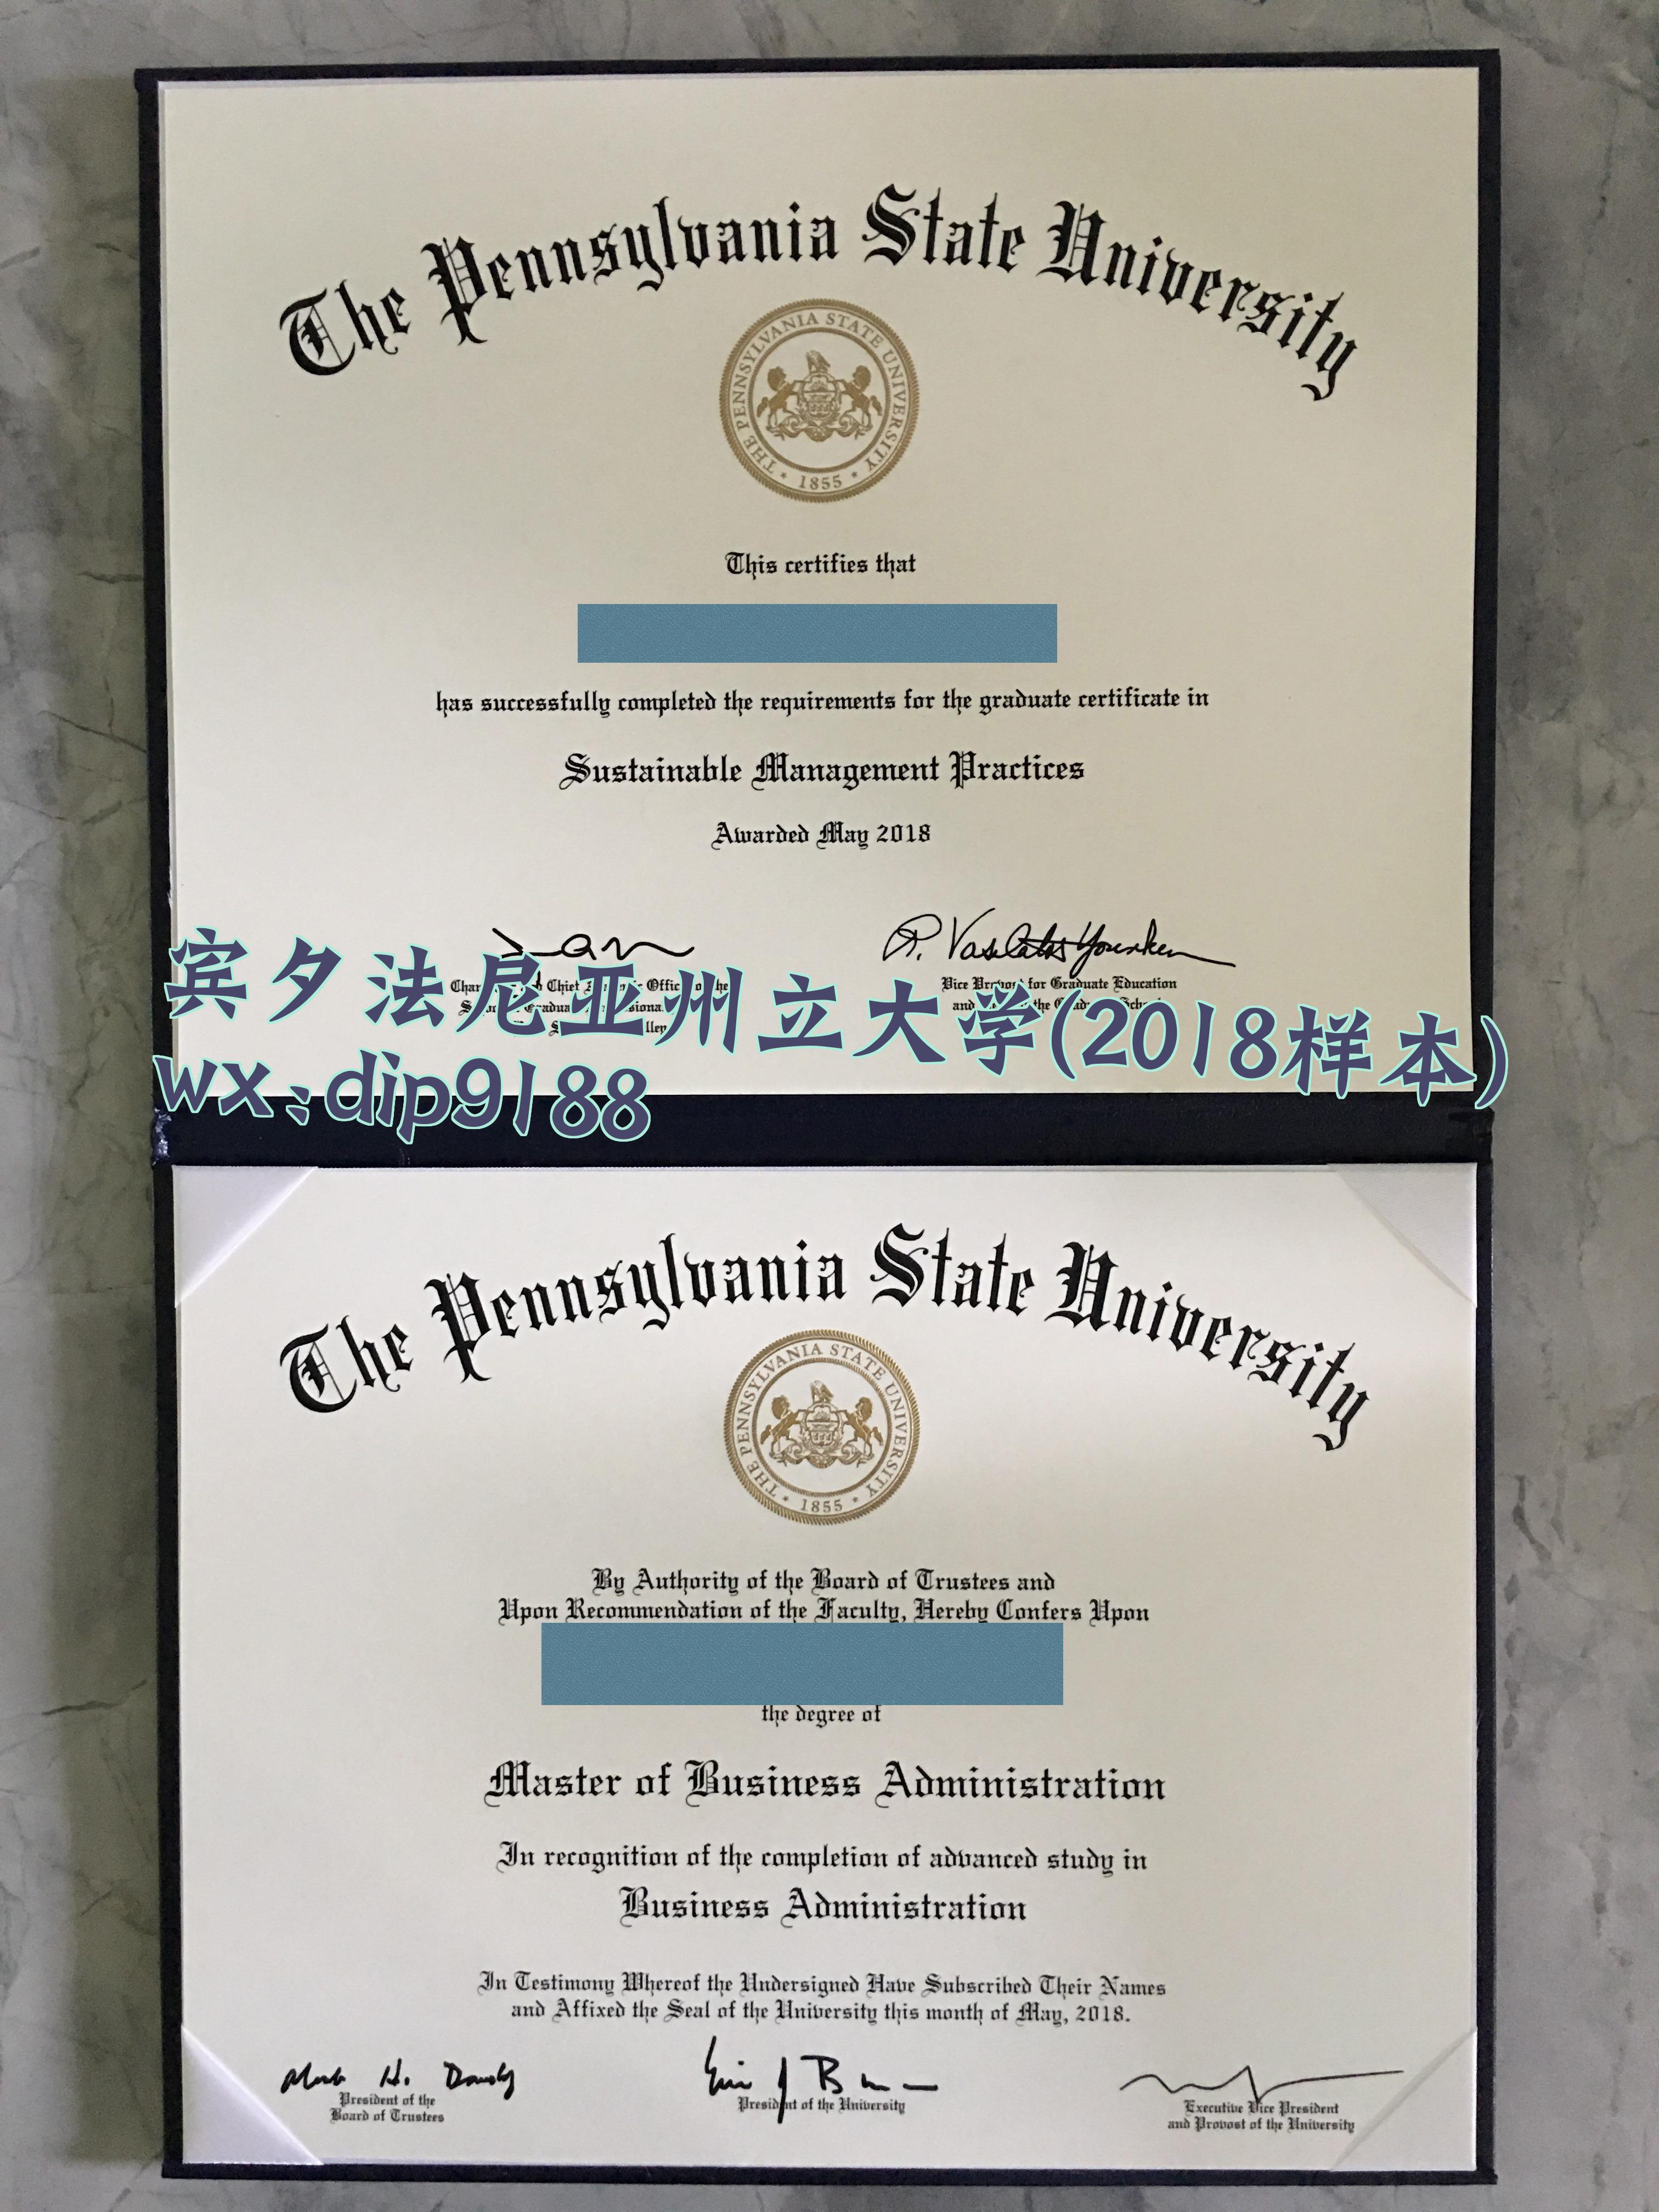 The Pennsylvania State University
THE PENNSYLVANIA STATE UNIVERSITY
1855
This certifies that
has successfully completed the requirements for the graduate certificate in
Sustainable Management Practices
Awarded May 2018
Vice Provost for Graduate Education
宾夕法尼亚州立大学(2018样本)
wx:dip9188
The Pennsylvania State University
THE PENNSYLVANIA STATE UNIVERSITY
1855
By Authority of the Board of Trustees and
Upon Recommendation of the Faculty, Hereby Confers Upon
the degree of
Master of Business Administration
In recognition of the completion of advanced study in
Business Administration
In Testimony Whereof the Undersigned Have Subscribed Their Names
and Affixed the Seal of the University this month of May, 2018.
President of the
Board of Trustees
President of the University
Executive Vice President
and Provost of the University